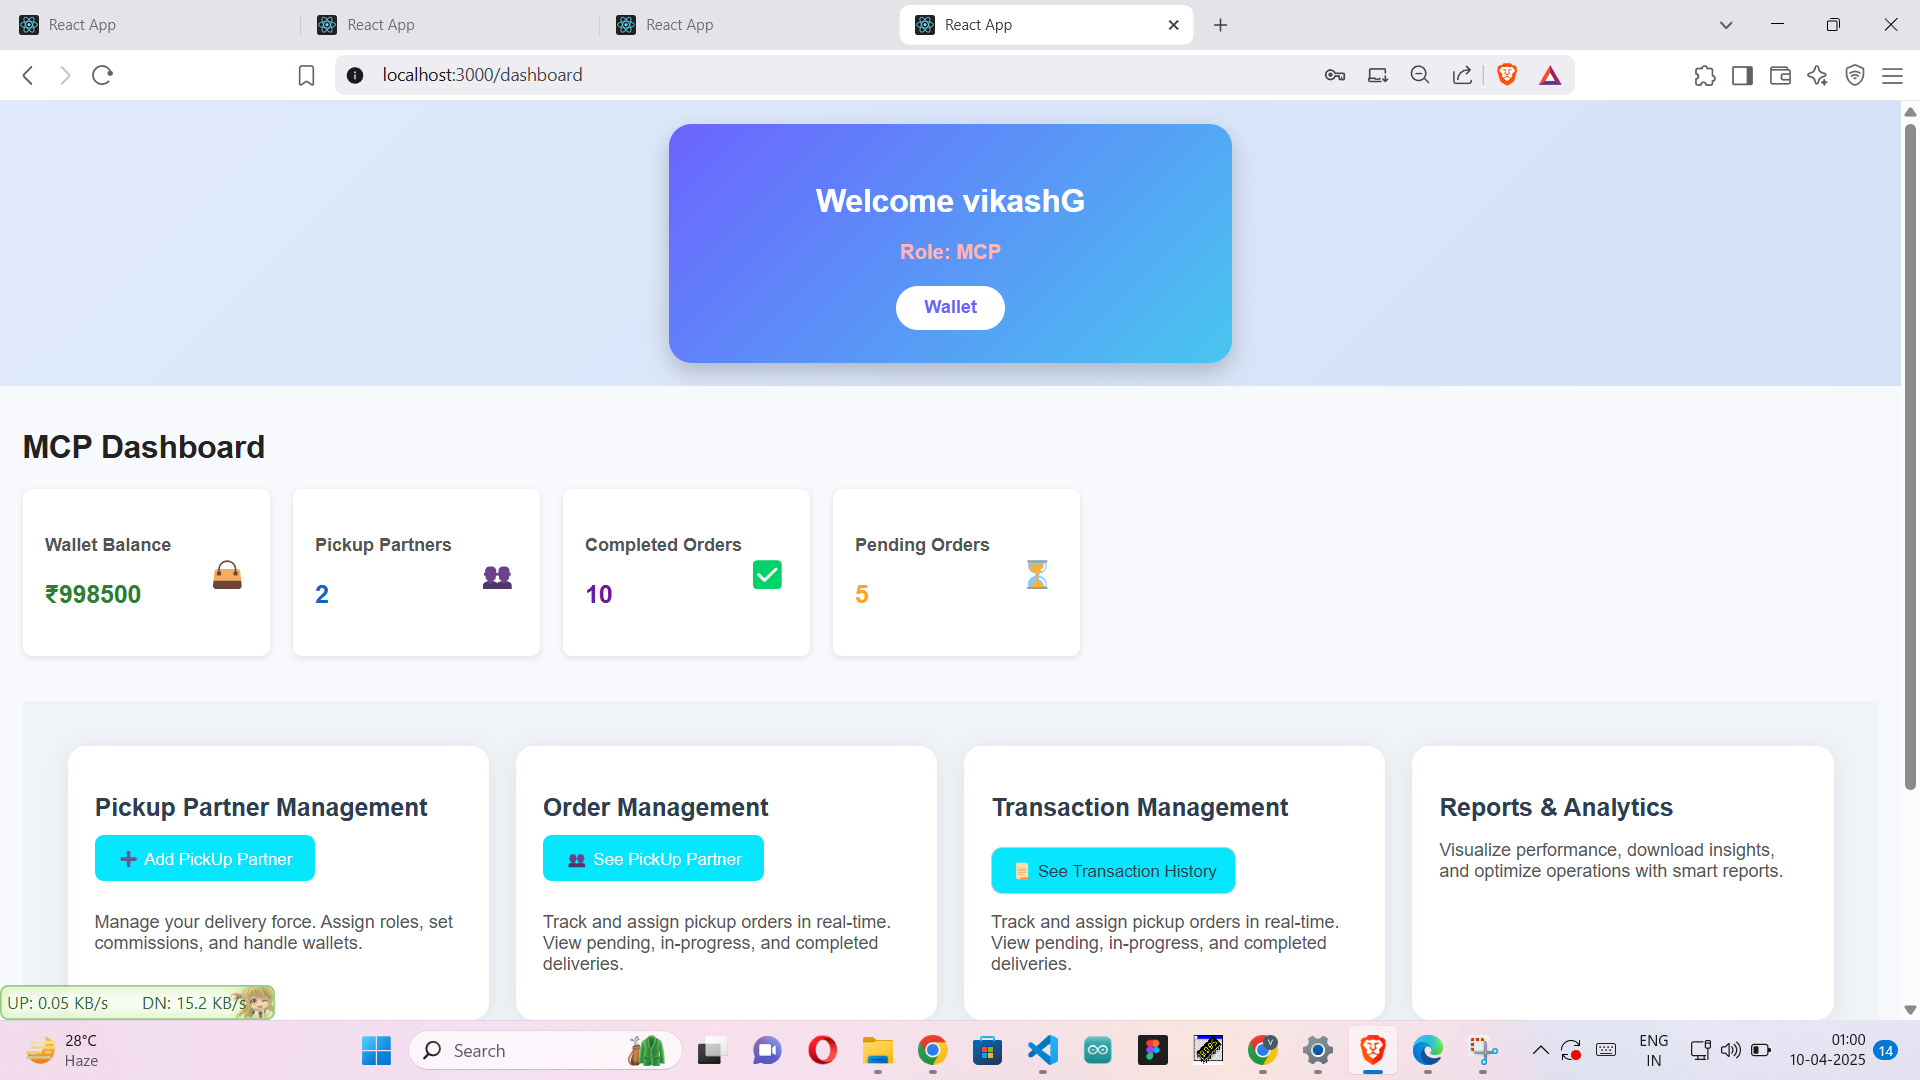 React App
React App
React App
React App
localhost:3000/dashboard
Welcome vikashG
Role: MCP
Wallet
MCP Dashboard
Wallet Balance
₹998500
Pickup Partners
2
Completed Orders
10
Pending Orders
5
Pickup Partner Management
Add PickUp Partner
Manage your delivery force. Assign roles, set
commissions, and handle wallets.
Order Management
See PickUp Partner
Track and assign pickup orders in real-time.
View pending, in-progress, and completed
deliveries.
Transaction Management
See Transaction History
Track and assign pickup orders in real-time.
View pending, in-progress, and completed
deliveries.
Reports & Analytics
Visualize performance, download insights,
and optimize operations with smart reports.
UP: 0.05 KB/s DN: 15.2 KB/s
28°C
Haze
Search
V
ENG
IN
01:00
10-04-2025
14